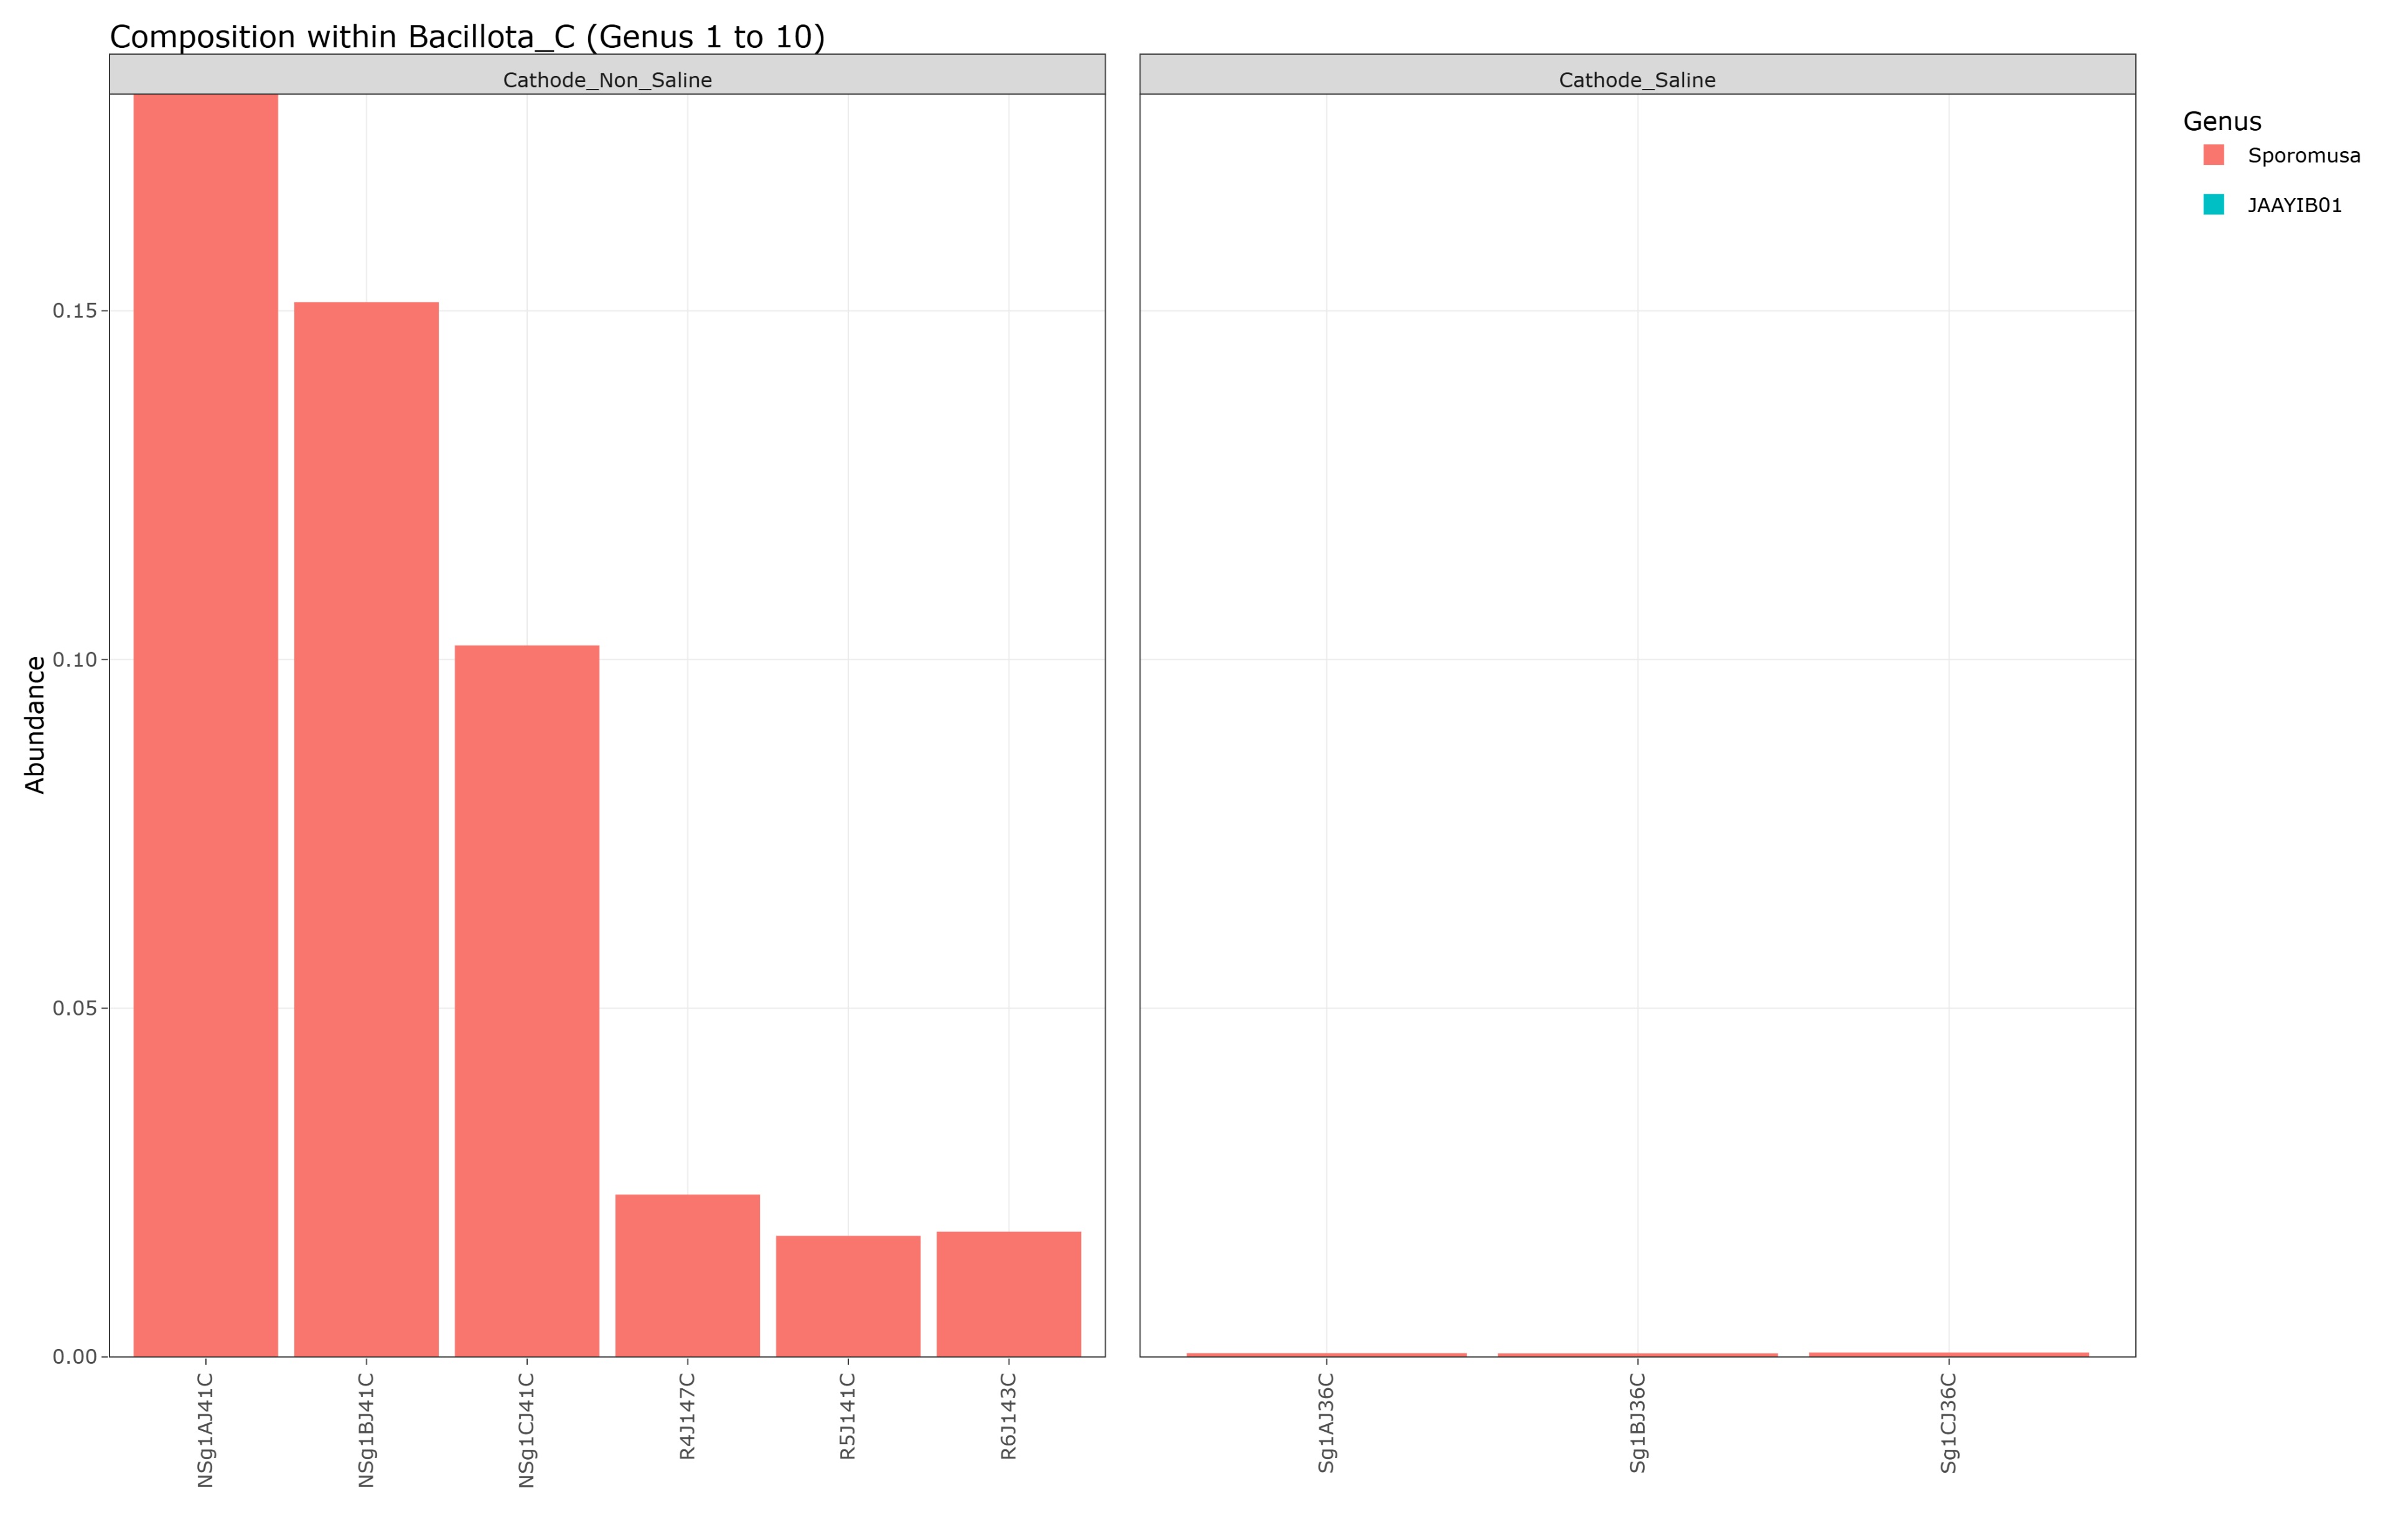 Composition within Bacillota_C (Genus 1 to 10)
Cathode_Non_Saline
Cathode_Saline
Genus
Sporomusa
JAAYIB01
0.15
0.10
0.05
0.00
Abundance
NSg1AJ41C
NSg1BJ41C
NSg1CJ41C
R4J147C
R5J141C
R6J143C
Sg1AJ36C
Sg1BJ36C
Sg1CJ36C